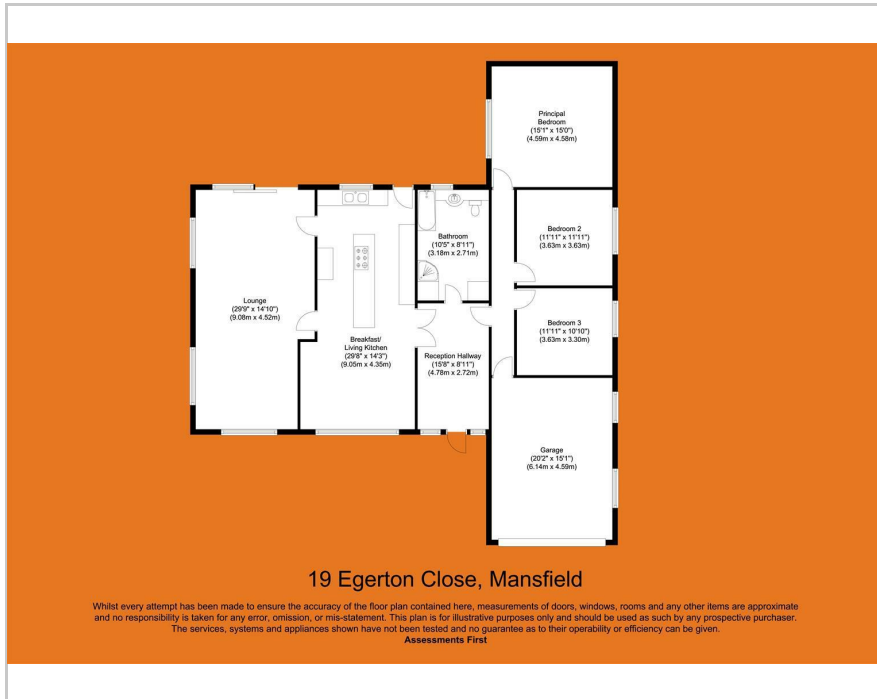 Principal
Bedroom
(15'1" x 15'0")
(4.59m x 4.58m)
Bedroom 2
(11'11" x 11'11")
(3.63m x 3.63m)
Bathroom
(10'5" x 8'11")
(3.18m x 2.71m)
Lounge
(29'9" x 14'10")
(9.08m x 4.52m)
Breakfast/
Living Kitchen
(29'8" x 14'3")
(9.05m x 4.35m)
Reception Hallway
(15'8" x 8'11")
(4.78m x 2.72m)
Bedroom 3
(11'11" x 10'10")
(3.63m x 3.30m)
Garage
(20'2" x 15'1")
(6.14m x 4.59m)
19 Egerton Close, Mansfield
Whilst every attempt has been made to ensure the accuracy of the floor plan contained here, measurements of doors, windows, rooms and any other items are approximate
and no responsibility is taken for any error, omission, or mis-statement. This plan is for illustrative purposes only and should be used as such by any prospective purchaser.
The services, systems and appliances shown have not been tested and no guarantee as to their operability or efficiency can be given.
Assessments First